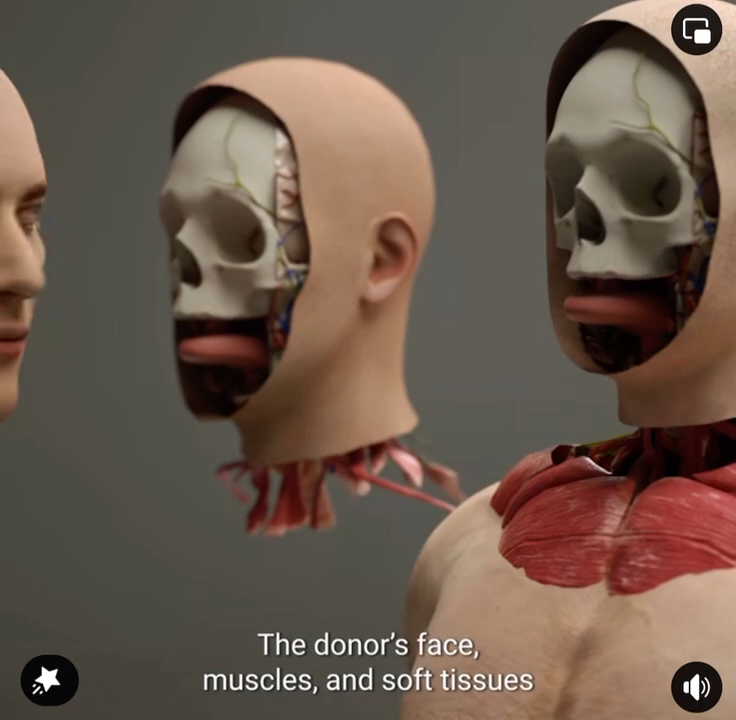 The donor’s face,
muscles, and soft tissues